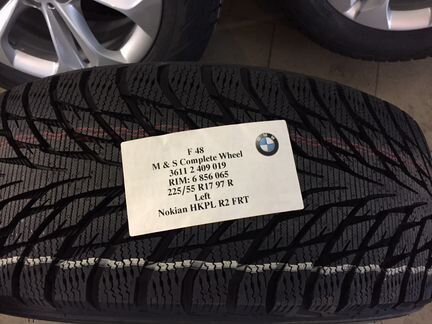 F 48
M & S Complete Wheel
3611 2 409 019
RIM: 6 856 065
225/55 R17 97 R
Left
Nokian HKPL R2 FRT